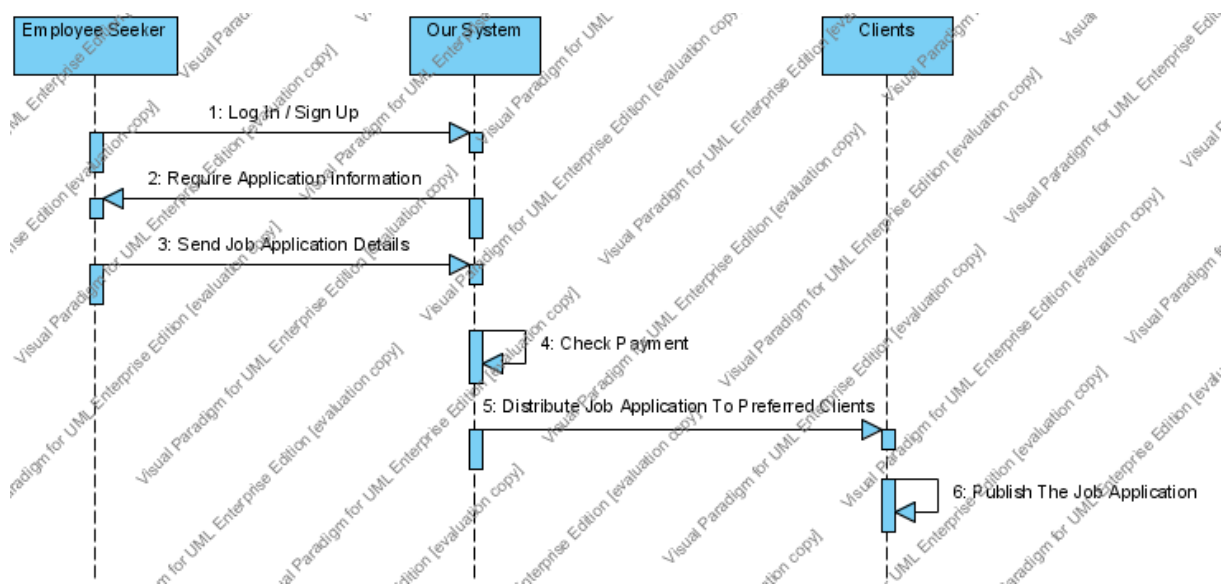 Employee Seeker
Our System
Clients
1: Log In / Sign Up
2: Require Application Information
3: Send Job Application Details
4: Check Payment
5: Distribute Job Application To Preferred Clients
6: Publish The Job Application
Visual Paradigm for UML Enterprise Edition [evaluation copy]